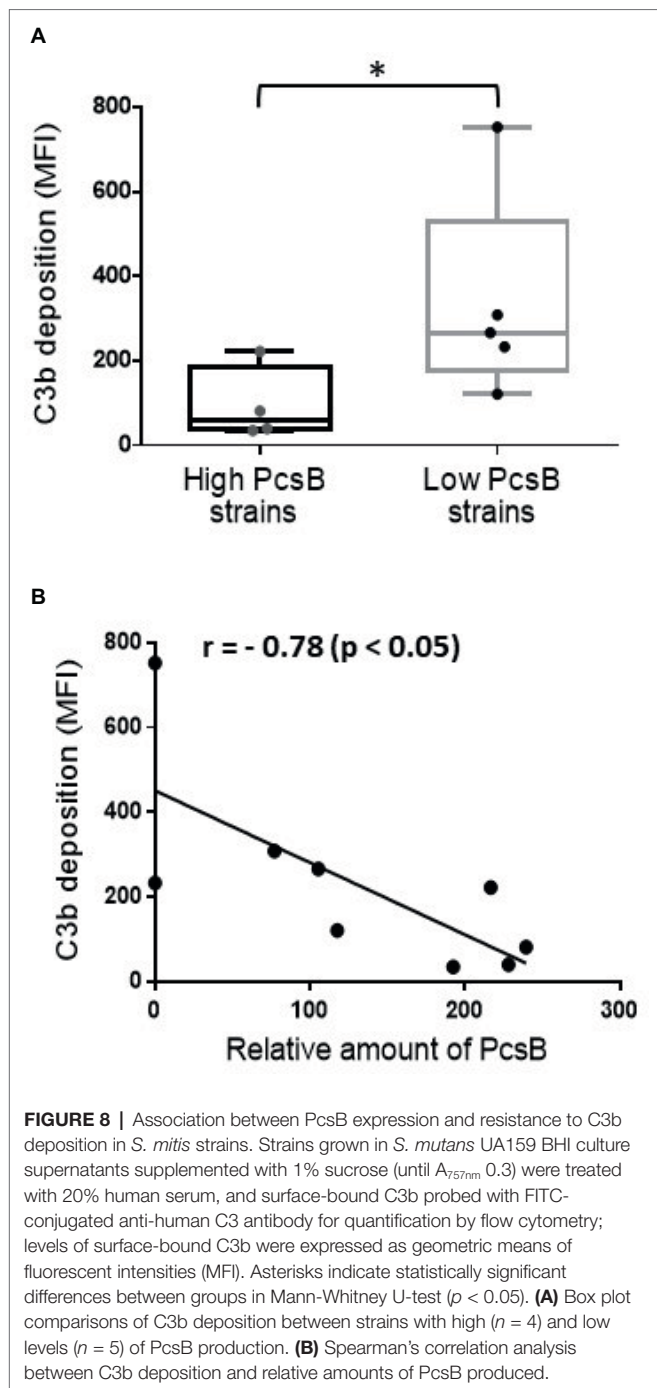 A
*
800
600
400
200
0
C3b deposition (MFI)
High PcsB
strains
Low PcsB
strains
B
r = - 0.78 (p < 0.05)
800
600
400
200
0
C3b deposition (MFI)
0 100 200 300
Relative amount of PcsB
FIGURE 8 | Association between PcsB expression and resistance to C3b
deposition in S. mitis strains. Strains grown in S. mutans UA159 BHI culture
supernatants supplemented with 1% sucrose (until A757nm 0.3) were treated
with 20% human serum, and surface-bound C3b probed with FITC-
conjugated anti-human C3 antibody for quantification by flow cytometry;
levels of surface-bound C3b were expressed as geometric means of
fluorescent intensities (MFI). Asterisks indicate statistically significant
differences between groups in Mann-Whitney U-test (p < 0.05). (A) Box plot
comparisons of C3b deposition between strains with high (n = 4) and low
levels (n = 5) of PcsB production. (B) Spearman's correlation analysis
between C3b deposition and relative amounts of PcsB produced.